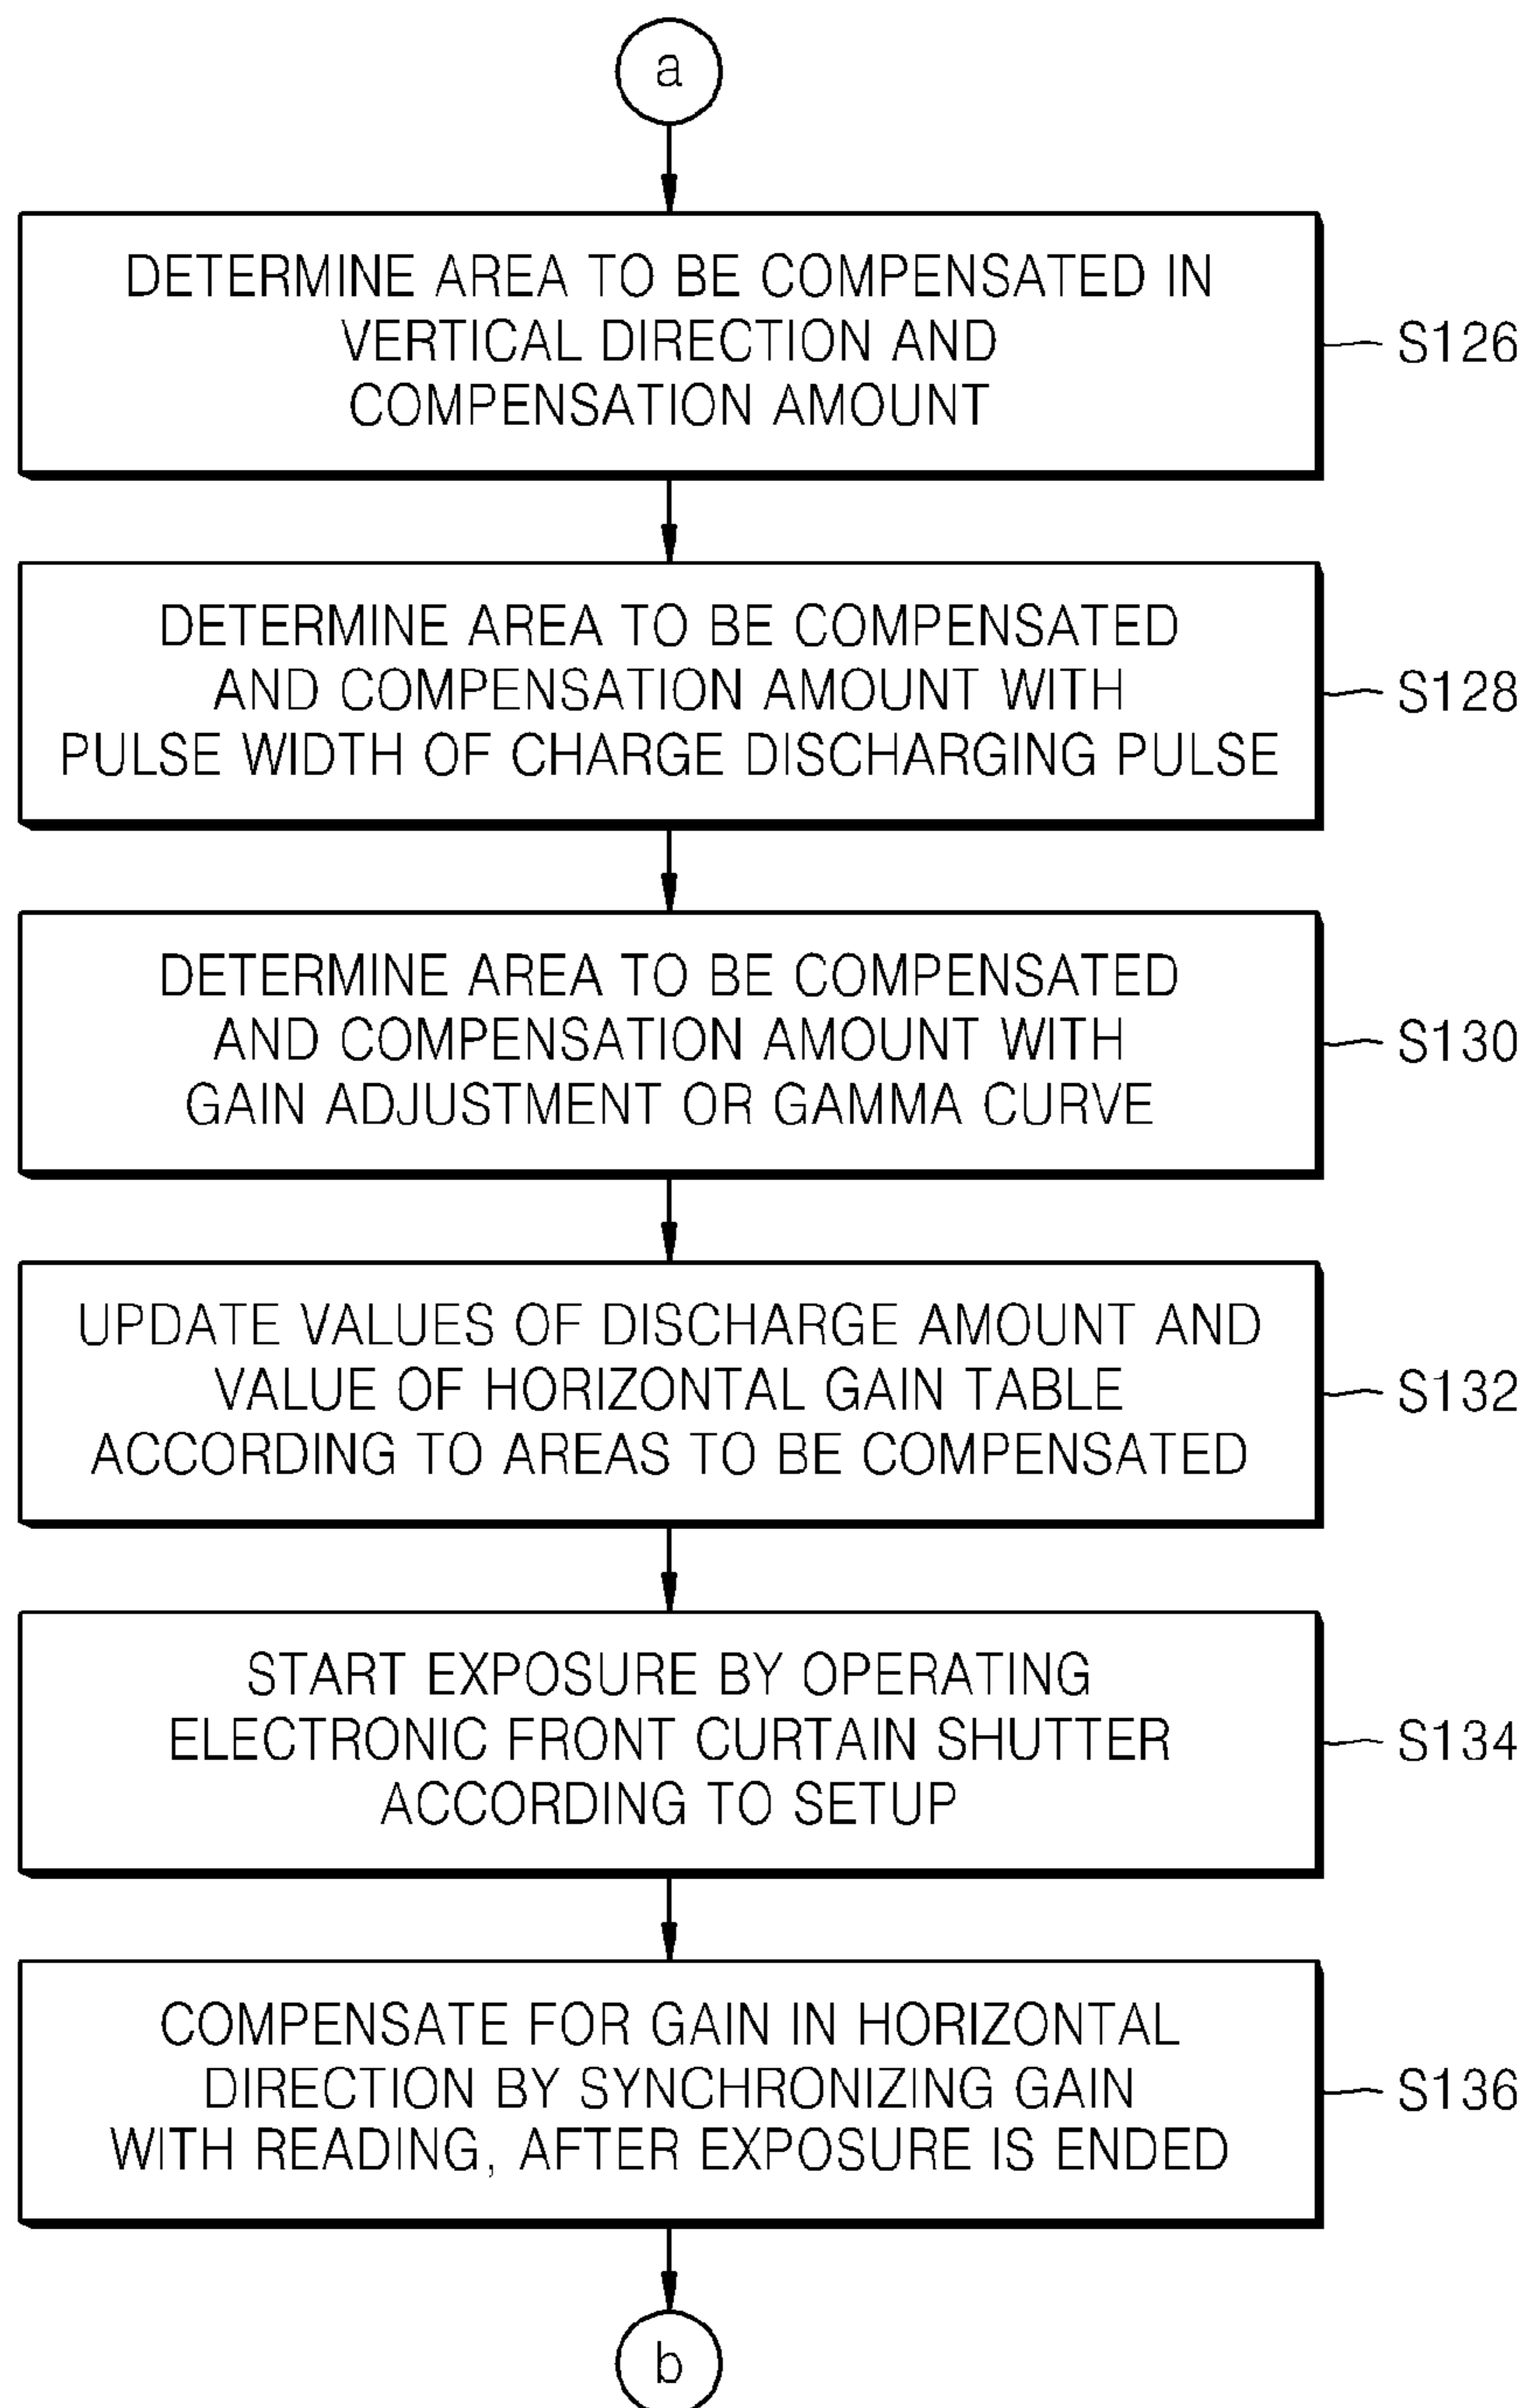 a
DETERMINE AREA TO BE COMPENSATED IN
VERTICAL DIRECTION AND
COMPENSATION AMOUNT
S126
DETERMINE AREA TO BE COMPENSATED
AND COMPENSATION AMOUNT WITH
PULSE WIDTH OF CHARGE DISCHARGING PULSE
S128
DETERMINE AREA TO BE COMPENSATED
AND COMPENSATION AMOUNT WITH
GAIN ADJUSTMENT OR GAMMA CURVE
S130
UPDATE VALUES OF DISCHARGE AMOUNT AND
VALUE OF HORIZONTAL GAIN TABLE
ACCORDING TO AREAS TO BE COMPENSATED
S132
START EXPOSURE BY OPERATING
ELECTRONIC FRONT CURTAIN SHUTTER
ACCORDING TO SETUP
S134
COMPENSATE FOR GAIN IN HORIZONTAL
DIRECTION BY SYNCHRONIZING GAIN
WITH READING, AFTER EXPOSURE IS ENDED
S136
b